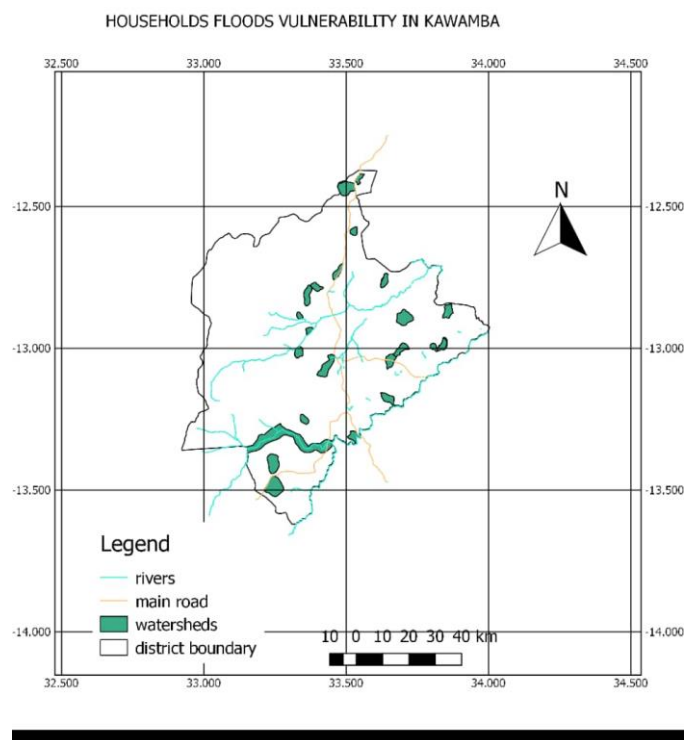 HOUSEHOLDS FLOODS VULNERABILITY IN KAWAMBA
32.500 33.000 33.500 34.000 34.500
-12.500 -12.500
N
-13.000 -13.000
-13.500 -13.500
Legend
rivers
main road
watersheds
district boundary
-14.000 -14.000
10 0 10 20 30 40 km
32.500 33.000 33.500 34.000 34.500